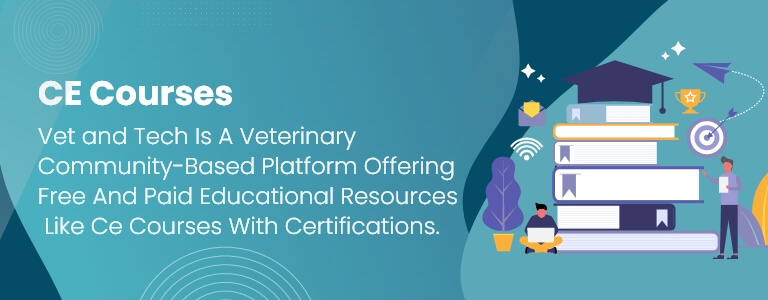 CE Courses
Vet and Tech Is A Veterinary
Community-Based Platform Offering
Free And Paid Educational Resources
Like Ce Courses With Certifications.